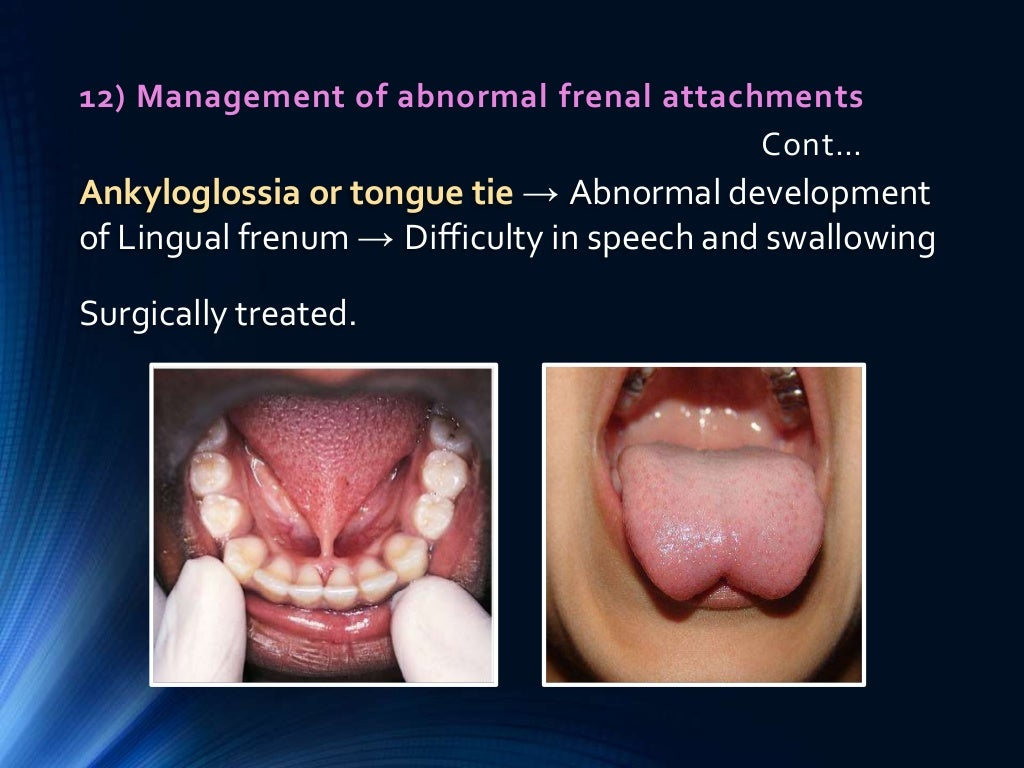 12) Management of abnormal frenal attachments
Cont...
Ankyloglossia or tongue tie → Abnormal development
of Lingual frenum → Difficulty in speech and swallowing
Surgically treated.